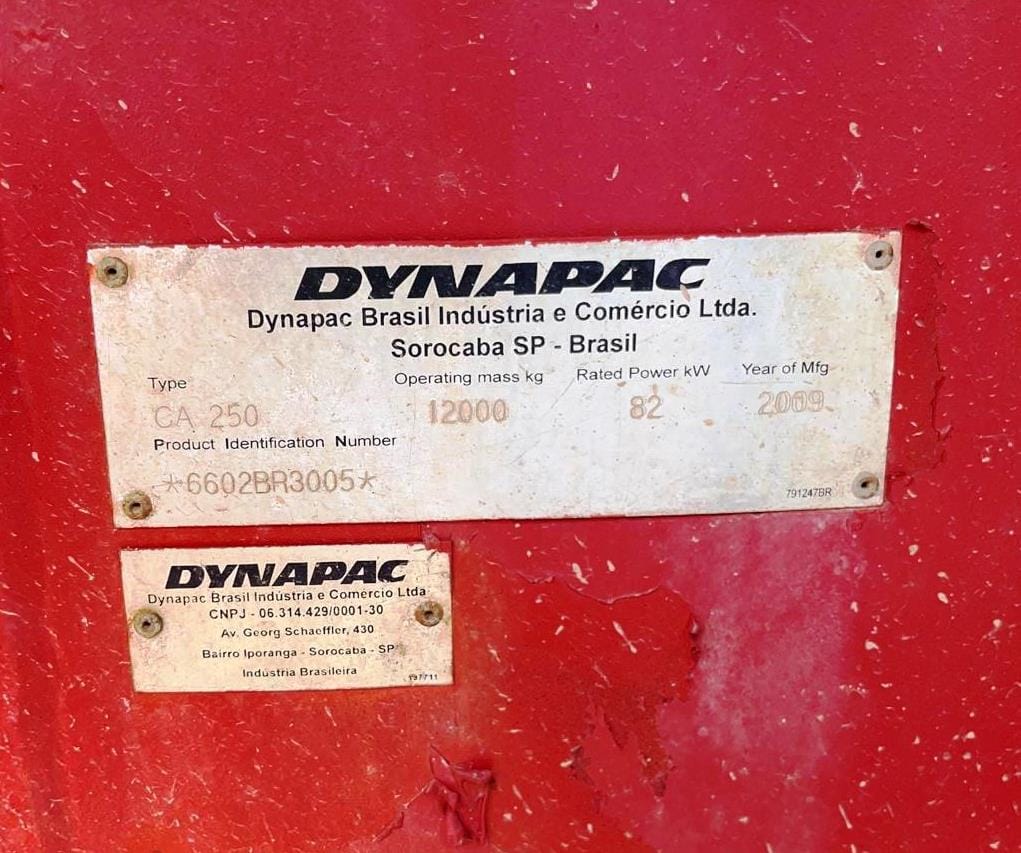 DYNAPAC
Dynapac Brasil Indústria e Comércio Ltda.
Sorocaba SP - Brasil
Type Operating mass kg Rated Power kW Year of Mfg
CA 250 12000 82 2009
Product Identification Number
*6602BR3005*
791247BR
DYNAPAC
Dynapac Brasil Indústria e Comércio Ltda
CNPJ - 06.314.429/0001-30
Av. Georg Schaeffler, 430
Bairro Iporanga - Sorocaba - SP
Indústria Brasileira
197711